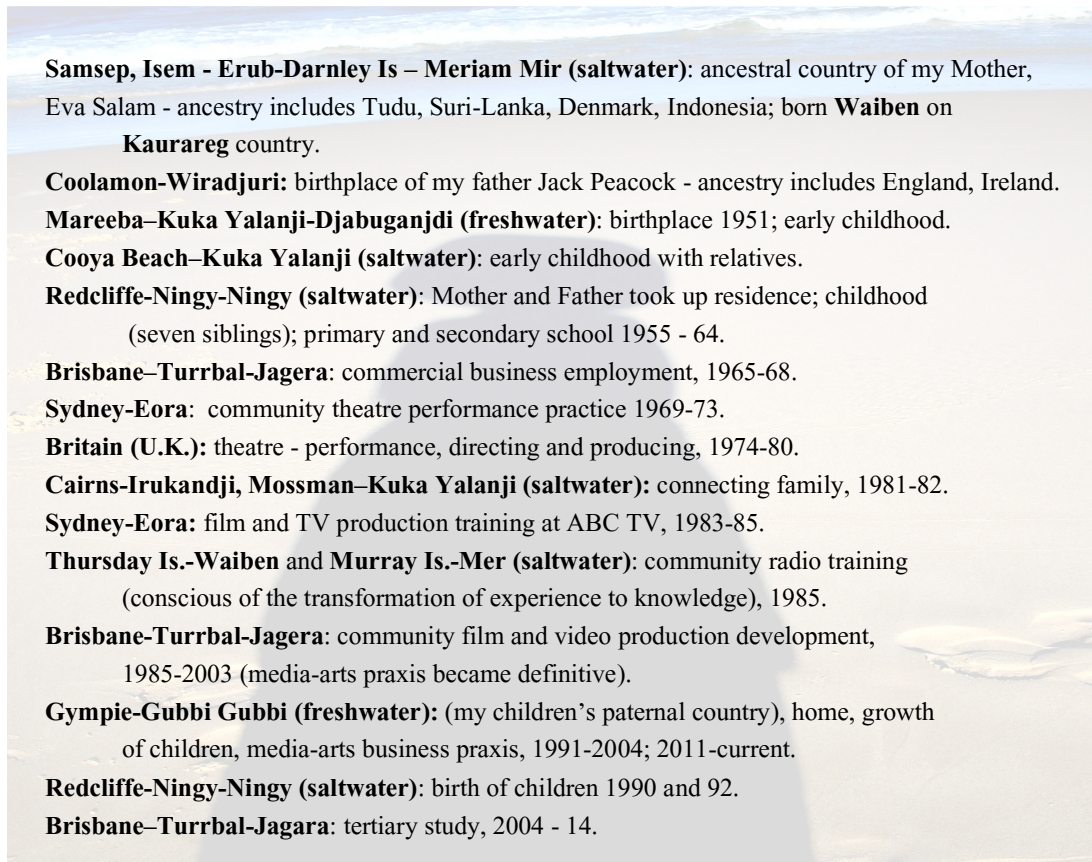 Samsep, Isem - Erub-Darnley Is – Meriam Mir (saltwater): ancestral country of my Mother,
Eva Salam - ancestry includes Tudu, Suri-Lanka, Denmark, Indonesia; born Waiben on
Kaurareg country.
Coolamon-Wiradjuri: birthplace of my father Jack Peacock - ancestry includes England, Ireland.
Mareeba–Kuka Yalanji-Djabuganjdi (freshwater): birthplace 1951; early childhood.
Cooya Beach–Kuka Yalanji (saltwater): early childhood with relatives.
Redcliffe-Ningy-Ningy (saltwater): Mother and Father took up residence; childhood
(seven siblings); primary and secondary school 1955 - 64.
Brisbane–Turrbal-Jagera: commercial business employment, 1965-68.
Sydney-Eora: community theatre performance practice 1969-73.
Britain (U.K.): theatre - performance, directing and producing, 1974-80.
Cairns-Irukandji, Mossman–Kuka Yalanji (saltwater): connecting family, 1981-82.
Sydney-Eora: film and TV production training at ABC TV, 1983-85.
Thursday Is.-Waiben and Murray Is.-Mer (saltwater): community radio training
(conscious of the transformation of experience to knowledge), 1985.
Brisbane-Turrbal-Jagera: community film and video production development,
1985-2003 (media-arts praxis became definitive).
Gympie-Gubbi Gubbi (freshwater): (my children’s paternal country), home, growth
of children, media-arts business praxis, 1991-2004; 2011-current.
Redcliffe-Ningy-Ningy (saltwater): birth of children 1990 and 92.
Brisbane–Turrbal-Jagara: tertiary study, 2004 - 14.